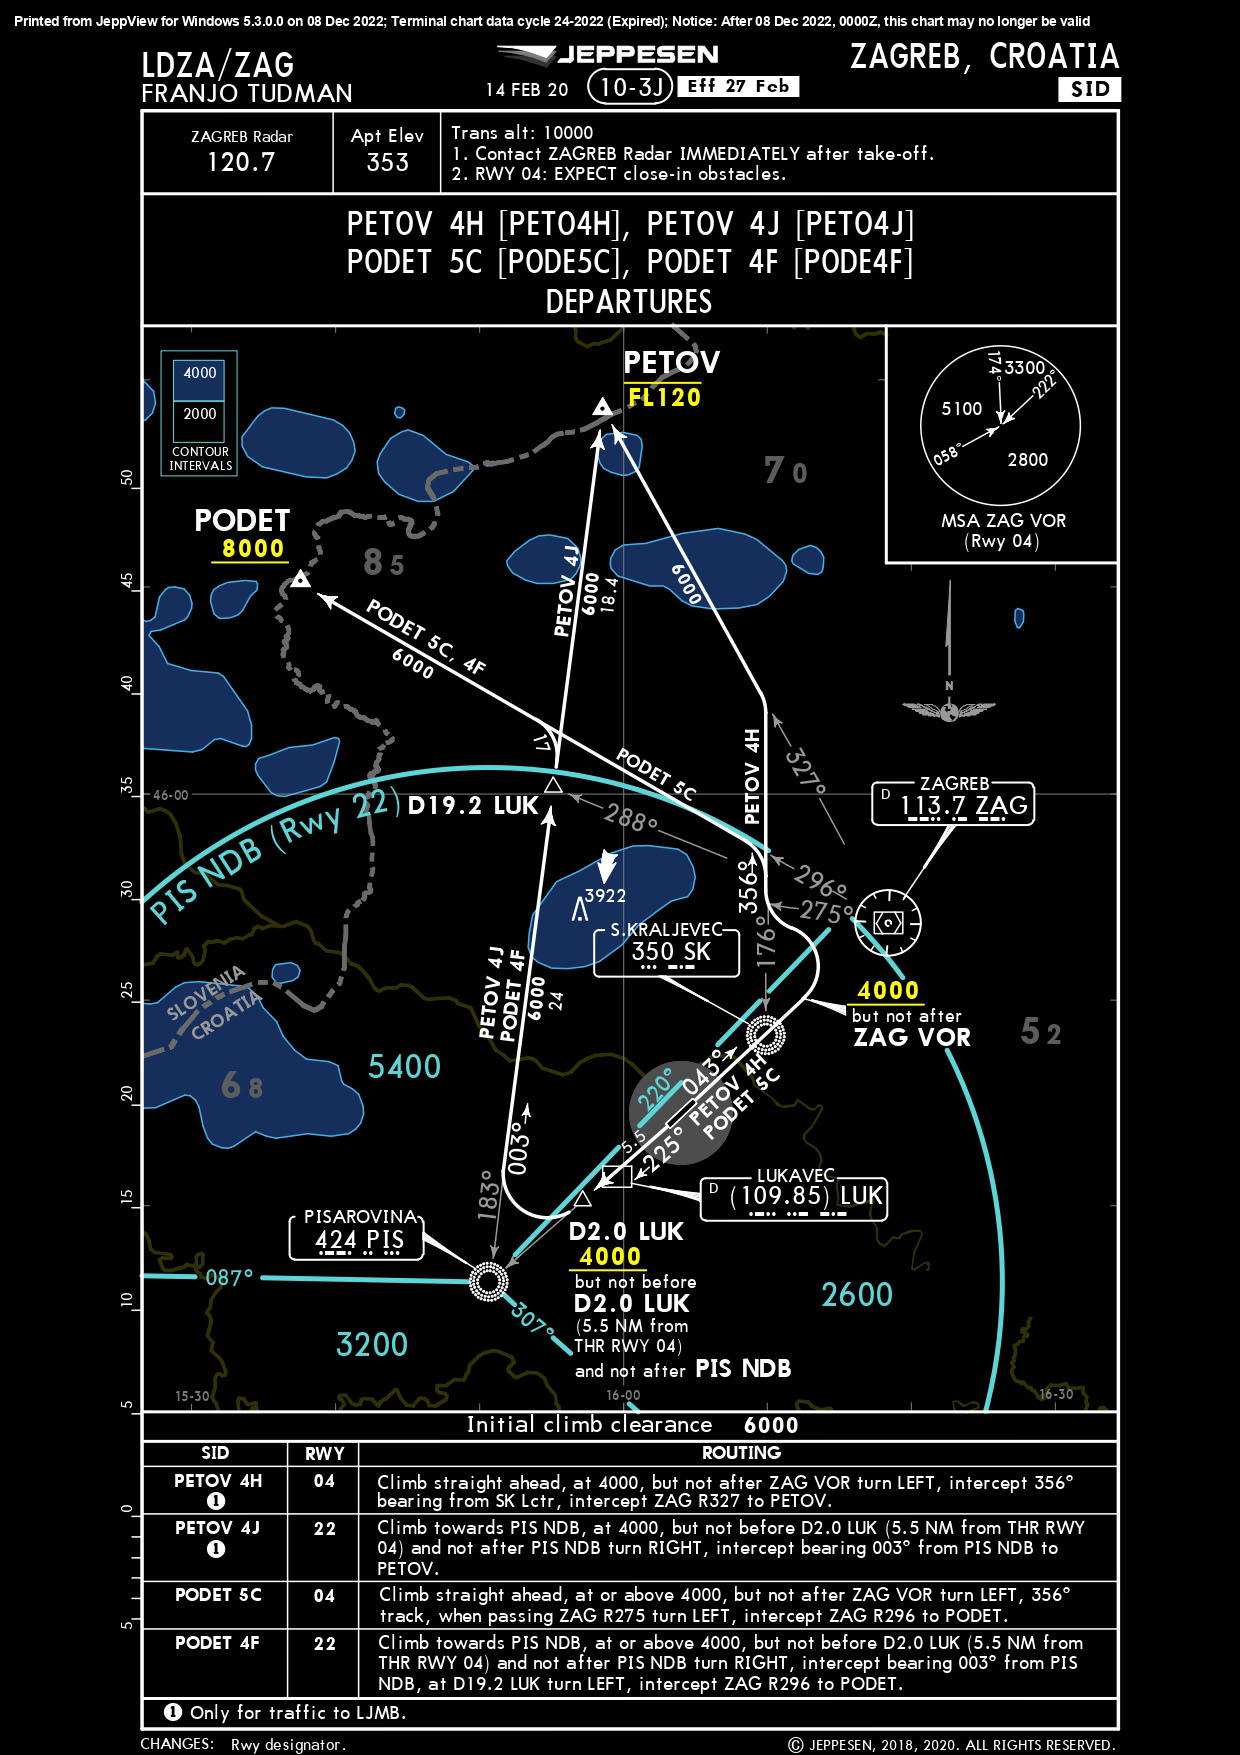 Printed from JeppView for Windows 5.3.0.0 on 08 Dec 2022; Terminal chart data cycle 24-2022 (Expired); Notice: After 08 Dec 2022, 0000Z, this chart may no longer be valid
LDZA/ZAG
FRANJO TUDMAN
JEPPESEN
14 FEB 20
10-3J
Eff 27 Feb
ZAGREB, CROATIA
SID
ZAGREB Radar
120.7
Apt Elev
353
Trans alt: 10000
1. Contact ZAGREB Radar IMMEDIATELY after take-off.
2. RWY 04: EXPECT close-in obstacles.
PETOV 4H [PETO4H], PETOV 4J [PETO4J]
PODET 5C [PODE5C], PODET 4F [PODE4F]
DEPARTURES
4000
2000
CONTOUR
INTERVALS
PETOV
FL120
174°
3300
222°
5100
058°
2800
MSA ZAG VOR
(Rwy 04)
70
PODET
8000
85
PETOV 4J
6000
18.4
6000
PODET 5C, 4F
6000
N
17
PODET 5C
PETOV 4H
327°
46-00
PIS NDB (Rwy 22)
D19.2 LUK
288°
ZAGREB
D 113.7 ZAG
3922
356°
296°
275°
176°
S.KRALJEVEC
350 SK
PETOV 4J
PODET 4F
6000
24
SLOVENIA
CROATIA
4000
but not after
ZAG VOR
52
5400
68
220°
043°
PETOV 4H
PODET 5C
5.5
225°
003°
183°
LUKAVEC
D (109.85) LUK
PISAROVINA
424 PIS
D2.0 LUK
4000
but not before
D2.0 LUK
(5.5 NM from
THR RWY 04)
and not after PIS NDB
087°
307°
3200
2600
15-30
16-00
16-30
50
45
40
35
30
25
20
15
10
5
0
5
Initial climb clearance 6000
SID RWY ROUTING
PETOV 4H
1
04
Climb straight ahead, at 4000, but not after ZAG VOR turn LEFT, intercept 356°
bearing from SK Lctr, intercept ZAG R327 to PETOV.
PETOV 4J
1
22
Climb towards PIS NDB, at 4000, but not before D2.0 LUK (5.5 NM from THR RWY
04) and not after PIS NDB turn RIGHT, intercept bearing 003° from PIS NDB to
PETOV.
PODET 5C
04
Climb straight ahead, at or above 4000, but not after ZAG VOR turn LEFT, 356°
track, when passing ZAG R275 turn LEFT, intercept ZAG R296 to PODET.
PODET 4F
22
Climb towards PIS NDB, at or above 4000, but not before D2.0 LUK (5.5 NM from
THR RWY 04) and not after PIS NDB turn RIGHT, intercept bearing 003° from PIS
NDB, at D19.2 LUK turn LEFT, intercept ZAG R296 to PODET.
1 Only for traffic to LJMB.
CHANGES: Rwy designator.
© JEPPESEN, 2018, 2020. ALL RIGHTS RESERVED.